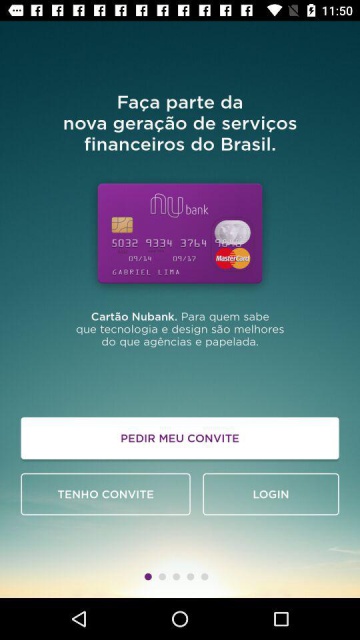 11:50
Faça parte da
nova geração de serviços
financeiros do Brasil.
nu bank
5032 9334 3764
09/14 09/17
MasterCard
GABRIEL LIMA
Cartão Nubank. Para quem sabe
que tecnologia e design são melhores
do que agências e papelada.
PEDIR MEU CONVITE
TENHO CONVITE
LOGIN